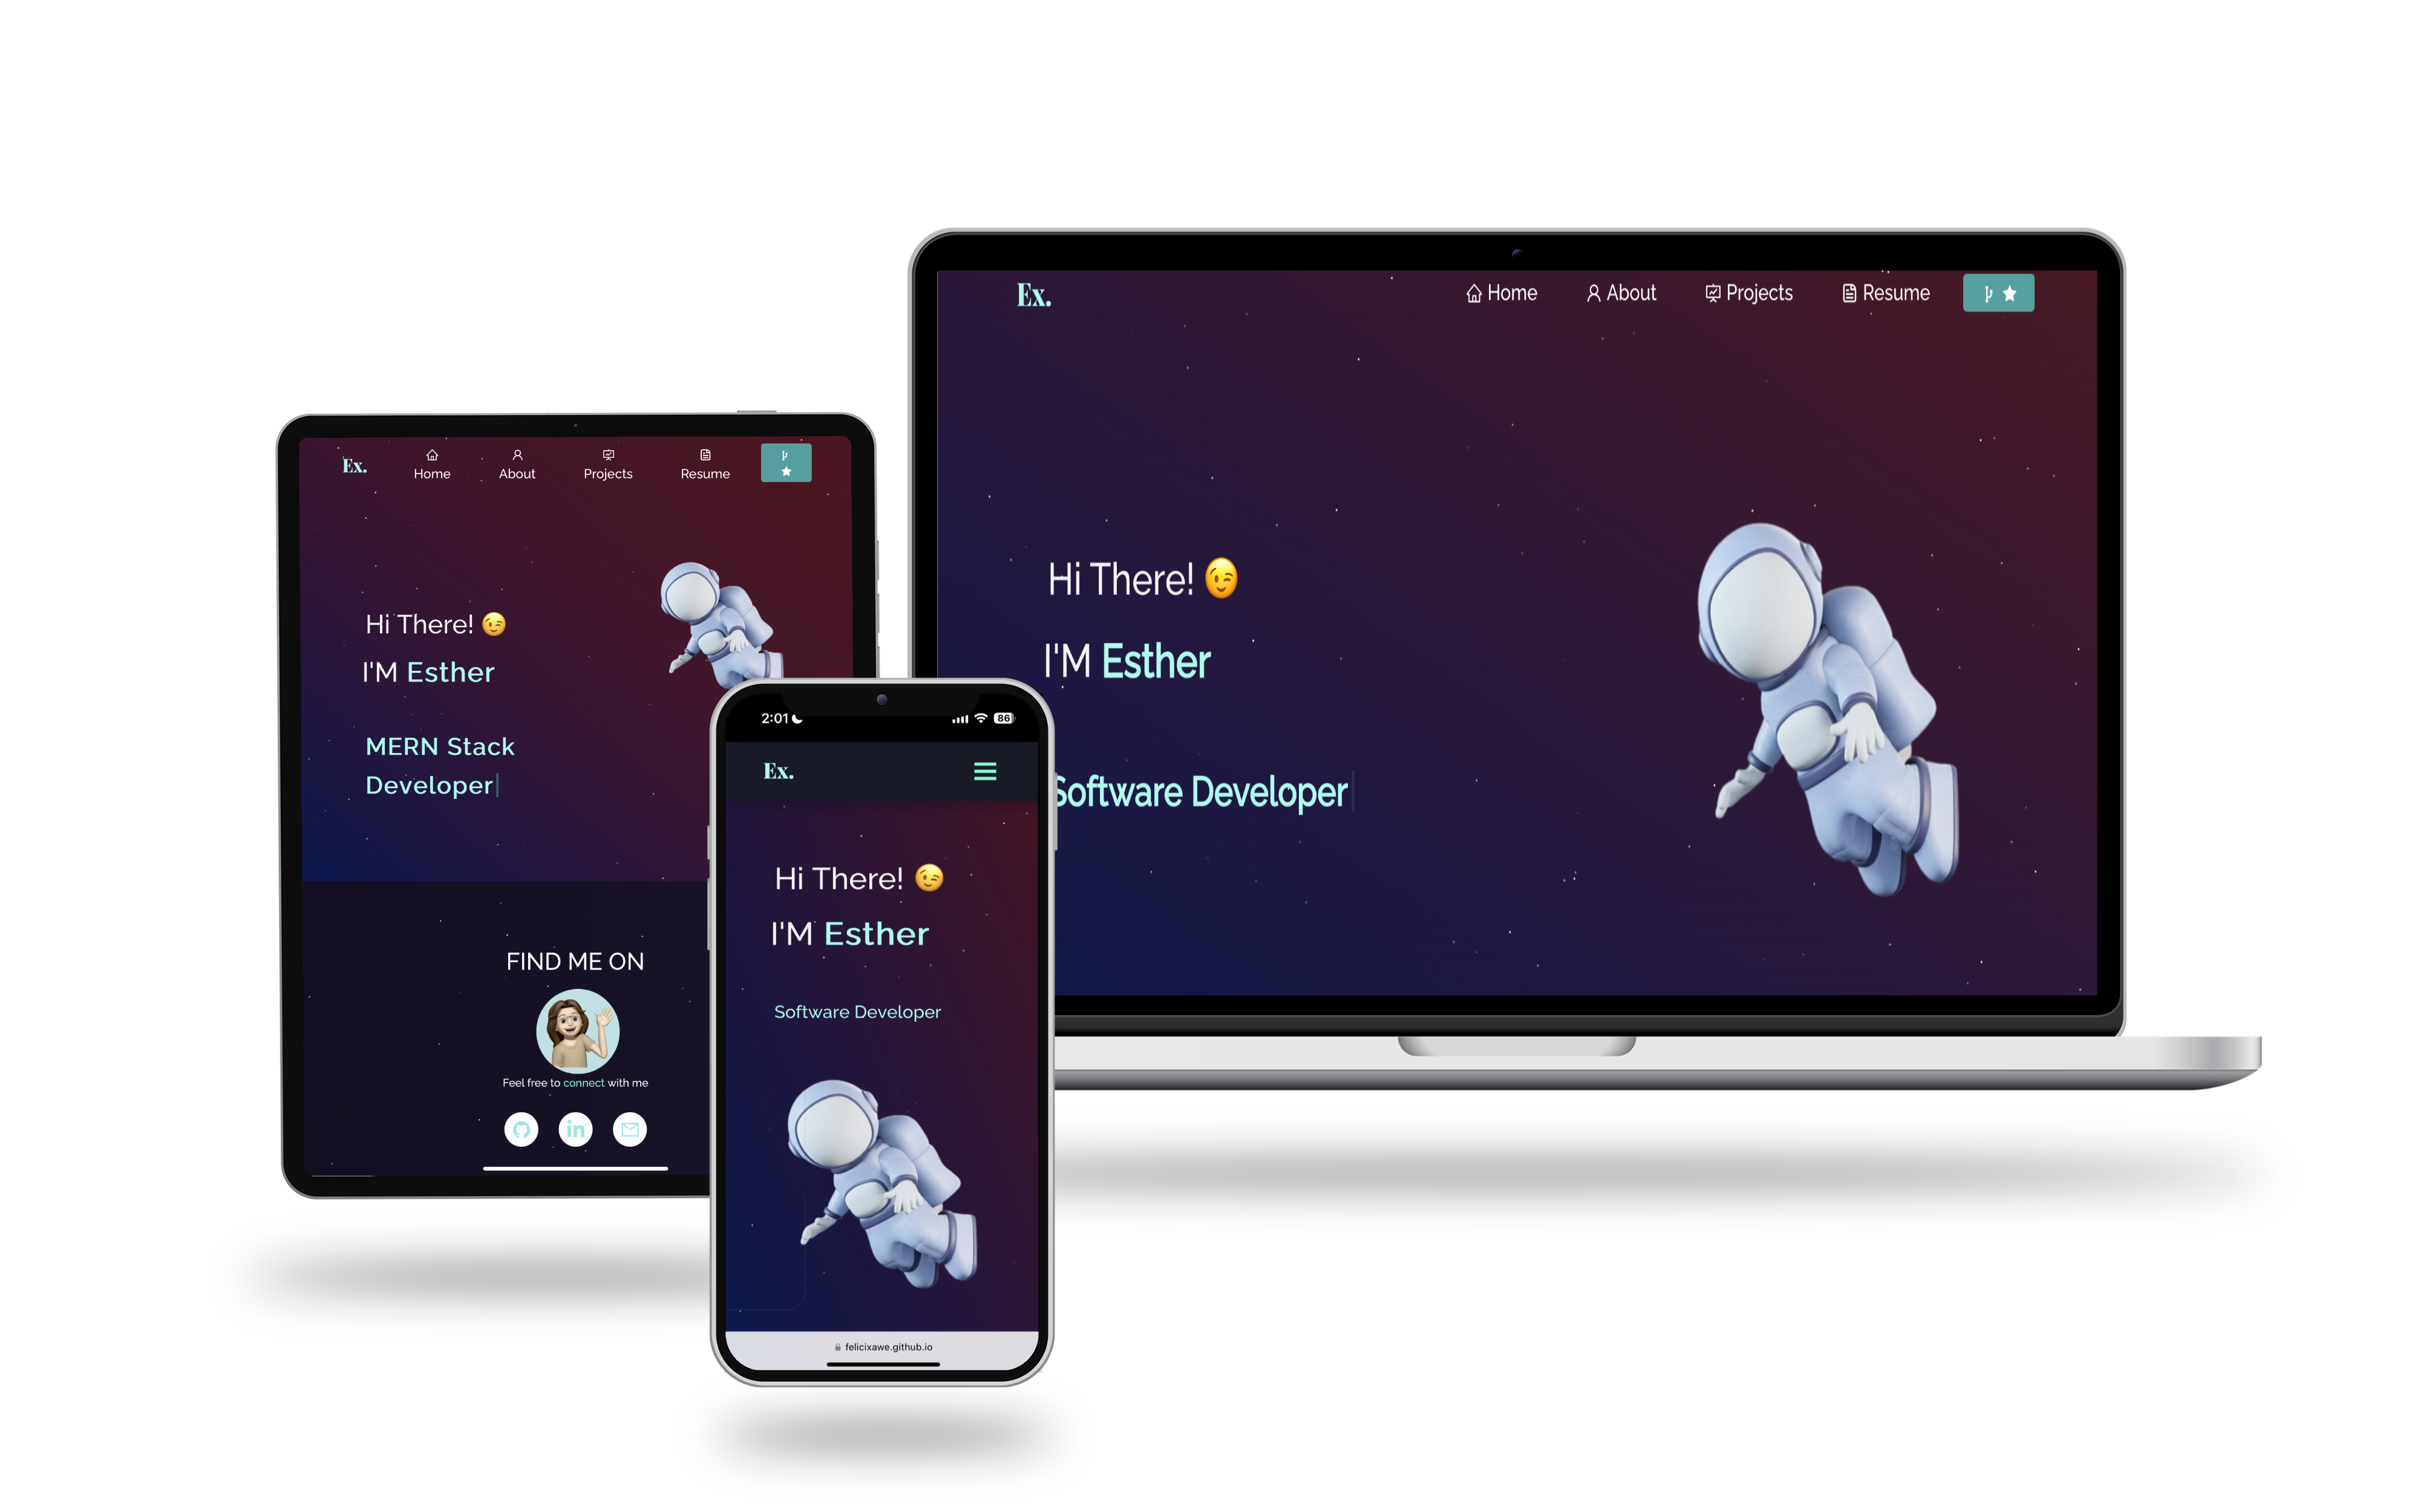 Ex.
Home About Projects Resume
Hi There! 😉
I'M Esther
Software Developer
Ex.
Home About Projects Resume
Hi There! 😉
I'M Esther
MERN Stack
Developer
FIND ME ON
Feel free to connect with me
in
2:01 86
Ex.
Hi There! 😉
I'M Esther
Software Developer
felicixawe.github.io